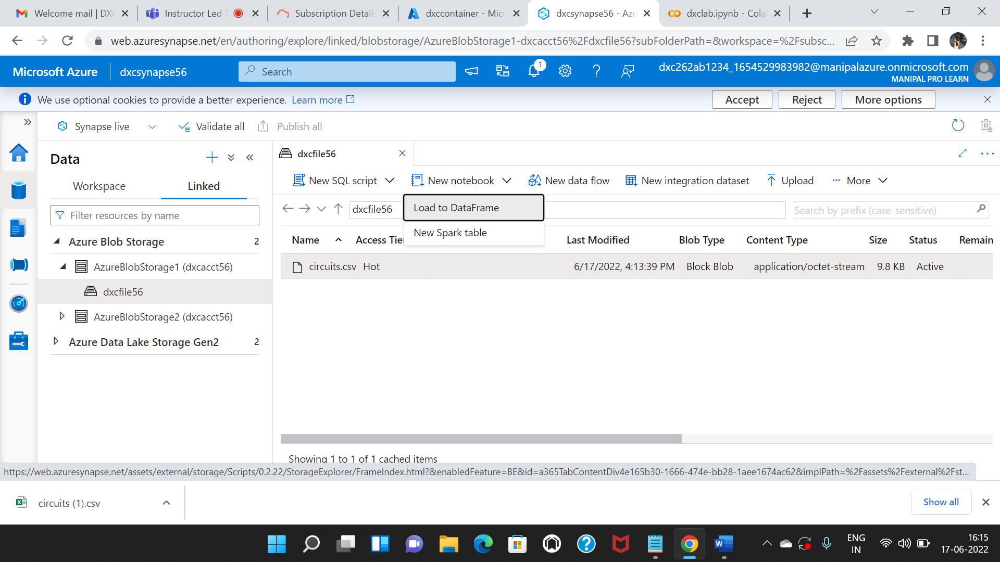 Welcome mail | DX
Instructor Led T
Subscription Details
dxccontainer - Micr
dxcsynapse56 - Azu
dxclab.ipynb - Cola
web.azuresynapse.net/en/authoring/explore/linked/blobstorage/AzureBlobStorage1-dxcacct56%2Fdxcfile56?subFolderPath=&workspace=%2Fsubsc...
Microsoft Azure
dxcsynapse56
Search
1
dxc262ab1234_1654529983982@manipalazure.onmicrosoft.com
MANIPAL PRO LEARN
We use optional cookies to provide a better experience. Learn more
Accept
Reject
More options
Synapse live
Validate all
Publish all
Data
dxcfile56
Workspace
Linked
New SQL script
New notebook
New data flow
New integration dataset
Upload
More
Filter resources by name
dxcfile56
Load to DataFrame
New Spark table
Search by prefix (case-sensitive)
Azure Blob Storage 2
AzureBlobStorage1 (dxcacct56)
dxcfile56
AzureBlobStorage2 (dxcacct56)
Azure Data Lake Storage Gen2 2
Name Access Tie Last Modified Blob Type Content Type Size Status Remain
circuits.csv Hot 6/17/2022, 4:13:39 PM Block Blob application/octet-stream 9.8 KB Active
Showing 1 to 1 of 1 cached items
https://web.azuresynapse.net/assets/external/storage/Scripts/0.2.22/StorageExplorer/FrameIndex.html?&enabledFeature=BE&id=a365TabContentDiv4e165b30-1666-474e-bb28-1aee1674ac62&implPath=%2Fassets%2Fexternal%2Fst...
circuits (1).csv
Show all
ENG
IN
16:15
17-06-2022